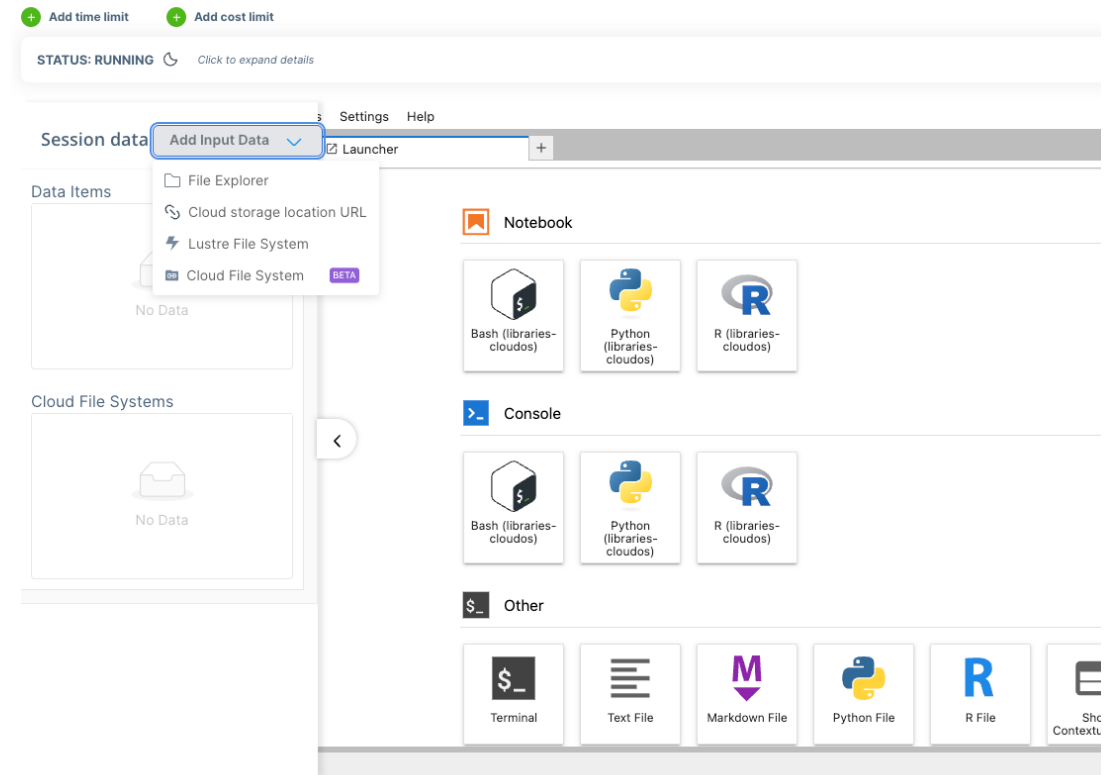 Add time limit
Add cost limit
STATUS: RUNNING
Click to expand details
Settings
Help
Session data
Add Input Data
Launcher
+
File Explorer
Cloud storage location URL
Lustre File System
Cloud File System
BETA
Data Items
No Data
Cloud File Systems
No Data
Notebook
Bash (libraries-
cloudos)
Python
(libraries-
cloudos)
R (libraries-
cloudos)
Console
Bash (libraries-
cloudos)
Python
(libraries-
cloudos)
R (libraries-
cloudos)
$_ Other
Terminal
Text File
Markdown File
Python File
R File
Sho
Contextu